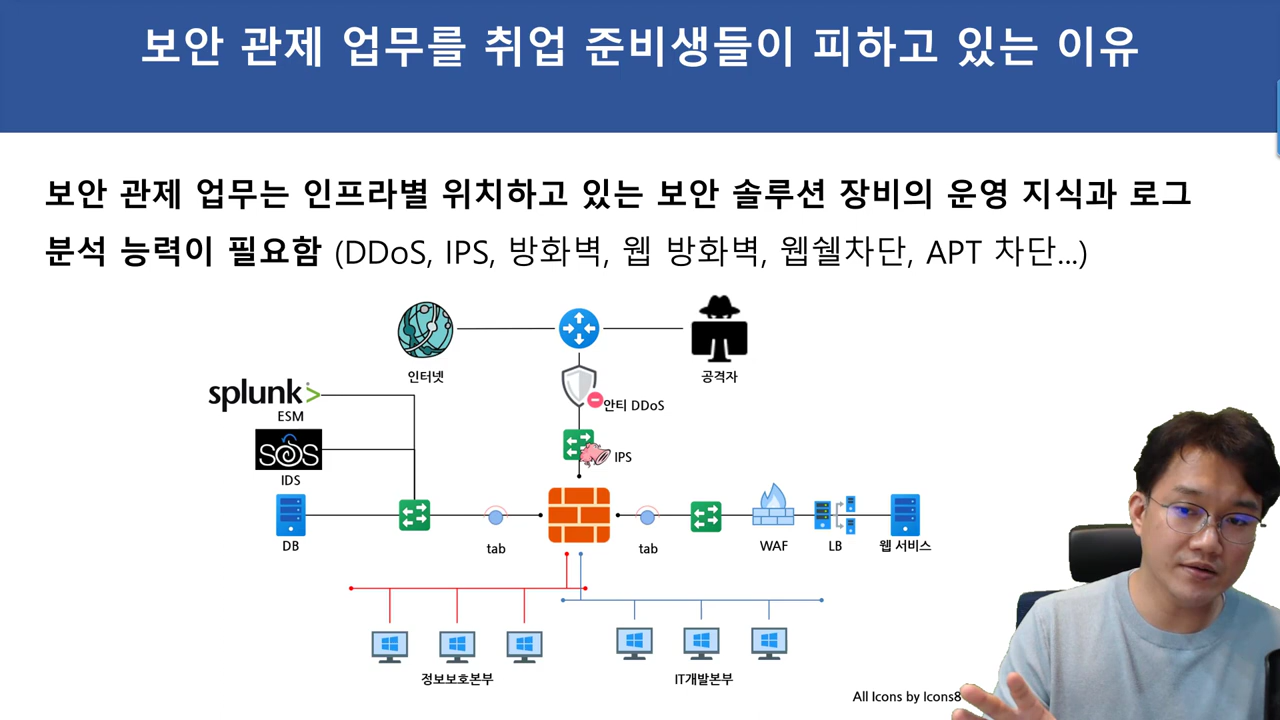 보안 관제 업무를 취업 준비생들이 피하고 있는 이유
보안 관제 업무는 인프라별 위치하고 있는 보안 솔루션 장비의 운영 지식과 로그
분석 능력이 필요함 (DDoS, IPS, 방화벽, 웹 방화벽, 웹쉘차단, APT 차단...)
인터넷
공격자
splunk>
ESM
안티 DDoS
SOS
IDS
IPS
DB
tab
tab
WAF
LB
웹 서비스
정보보호본부
IT개발본부
All Icons by Icons8